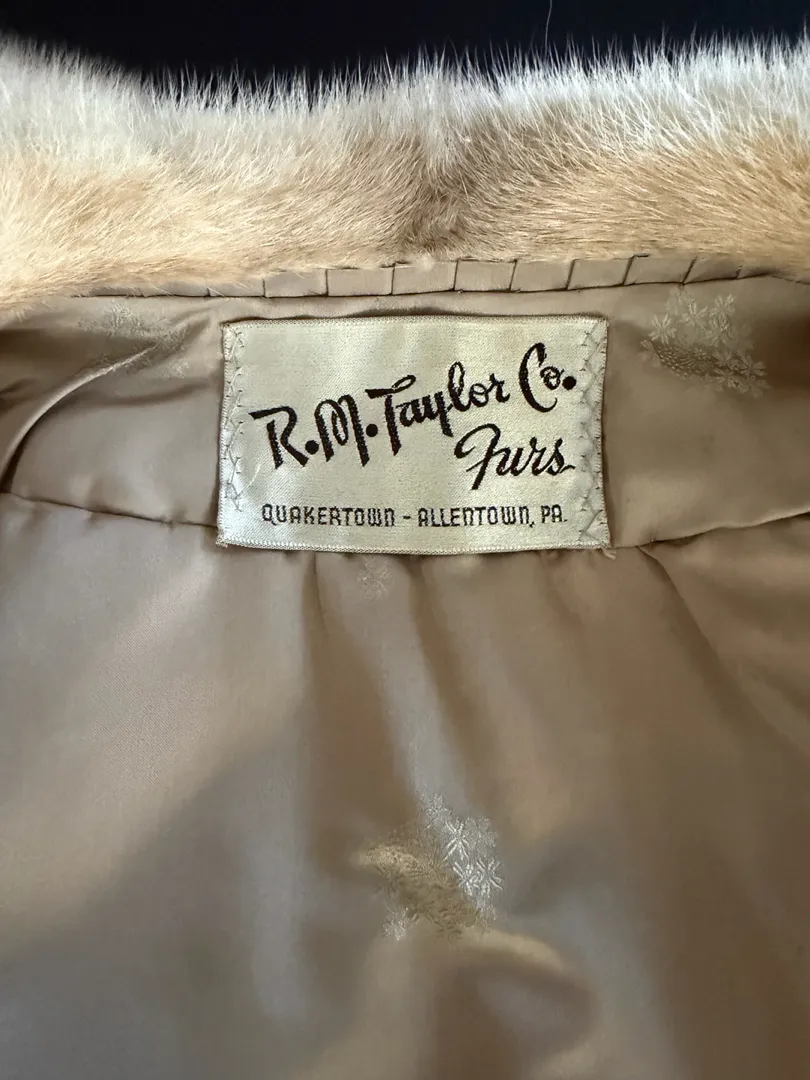 R.M. Taylor Co.
Furs
QUAKERTOWN - ALLENTOWN, PA.